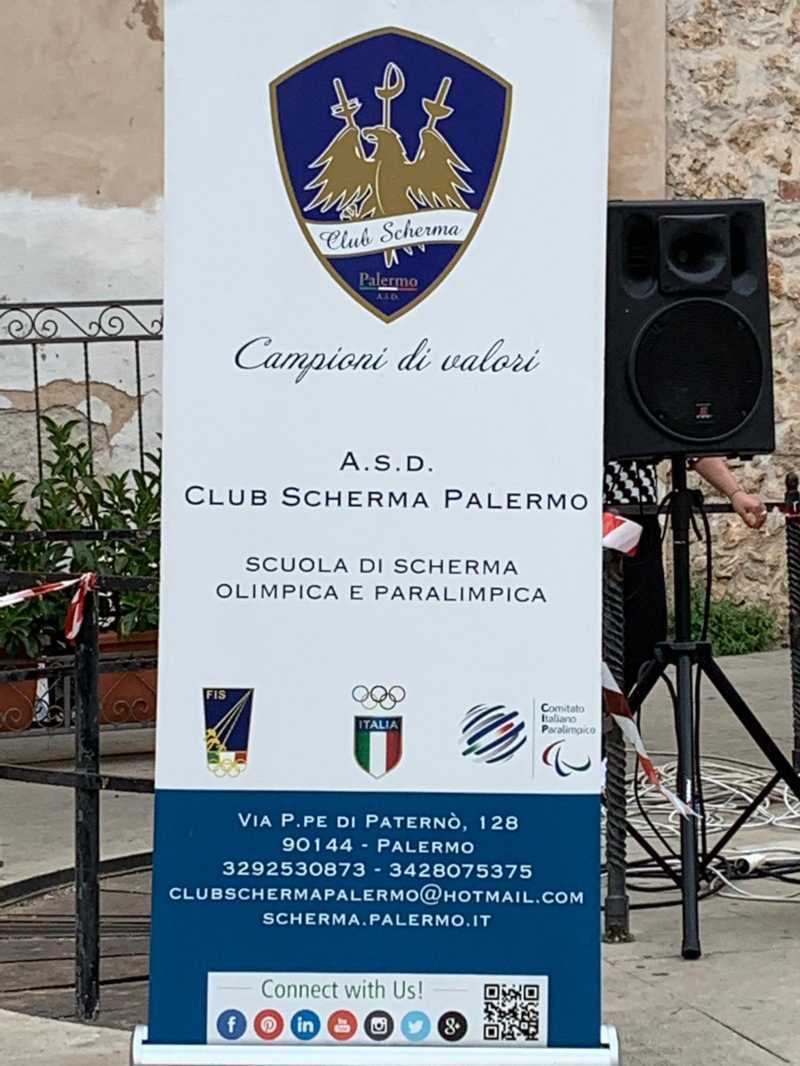 Club Scherma
Palermo
A.S.D.
Campioni di valori
A.S.D.
CLUB SCHERMA PALERMO
SCUOLA DI SCHERMA
OLIMPICA E PARALIMPICA
FIS
ITALIA
Comitato
Italiano
Paralimpico
VIA P.PE DI PATERNÒ, 128
90144 - PALERMO
3292530873 - 3428075375
CLUBSCHERMAPALERMO@HOTMAIL.COM
SCHERMA.PALERMO.IT
Connect with Us!